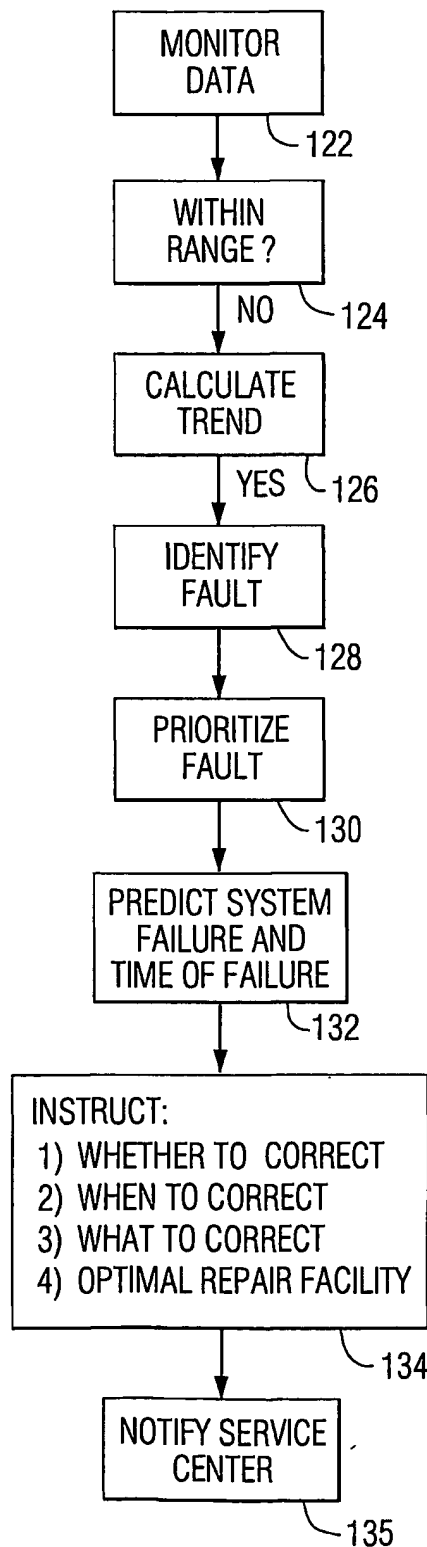 MONITOR
DATA
122
WITHIN
RANGE ?
124
NO
CALCULATE
TREND
126
YES
IDENTIFY
FAULT
128
PRIORITIZE
FAULT
130
PREDICT SYSTEM
FAILURE AND
TIME OF FAILURE
132
INSTRUCT:
1) WHETHER TO CORRECT
2) WHEN TO CORRECT
3) WHAT TO CORRECT
4) OPTIMAL REPAIR FACILITY
134
NOTIFY SERVICE
CENTER
135